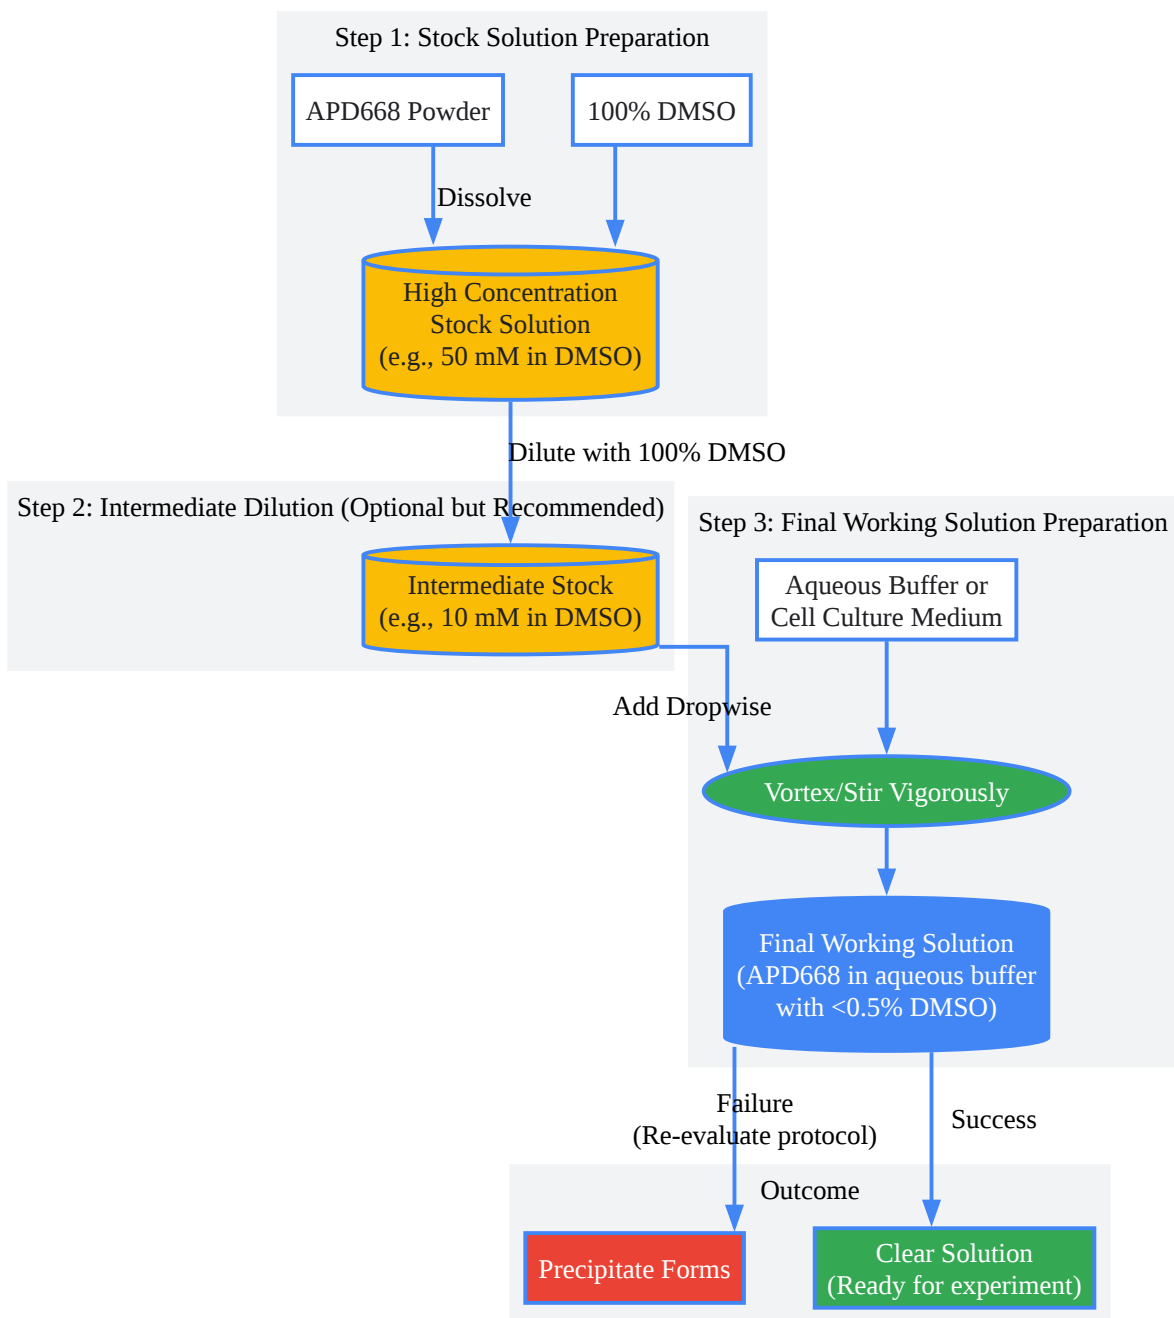 Step 1: Stock Solution Preparation
APD668 Powder
100% DMSO
Dissolve
High Concentration
Stock Solution
(e.g., 50 mM in DMSO)
Dilute with 100% DMSO
Step 2: Intermediate Dilution (Optional but Recommended)
Intermediate Stock
(e.g., 10 mM in DMSO)
Step 3: Final Working Solution Preparation
Aqueous Buffer or
Cell Culture Medium
Add Dropwise
Vortex/Stir Vigorously
Final Working Solution
(APD668 in aqueous buffer
with <0.5% DMSO)
Failure
(Re-evaluate protocol)
Success
Outcome
Precipitate Forms
Clear Solution
(Ready for experiment)